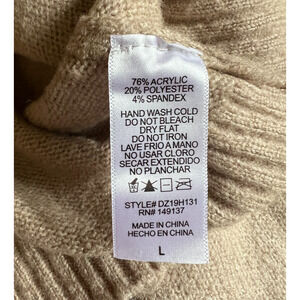 76% ACRYLIC
20% POLYESTER
4% SPANDEX
HAND WASH COLD
DO NOT BLEACH
DRY FLAT
DO NOT IRON
LAVE FRIO A MANO
NO USAR CLORO
SECAR EXTENDIDO
NO PLANCHAR
STYLE# DZ19H131
RN# 149137
MADE IN CHINA
HECHO EN CHINA
L